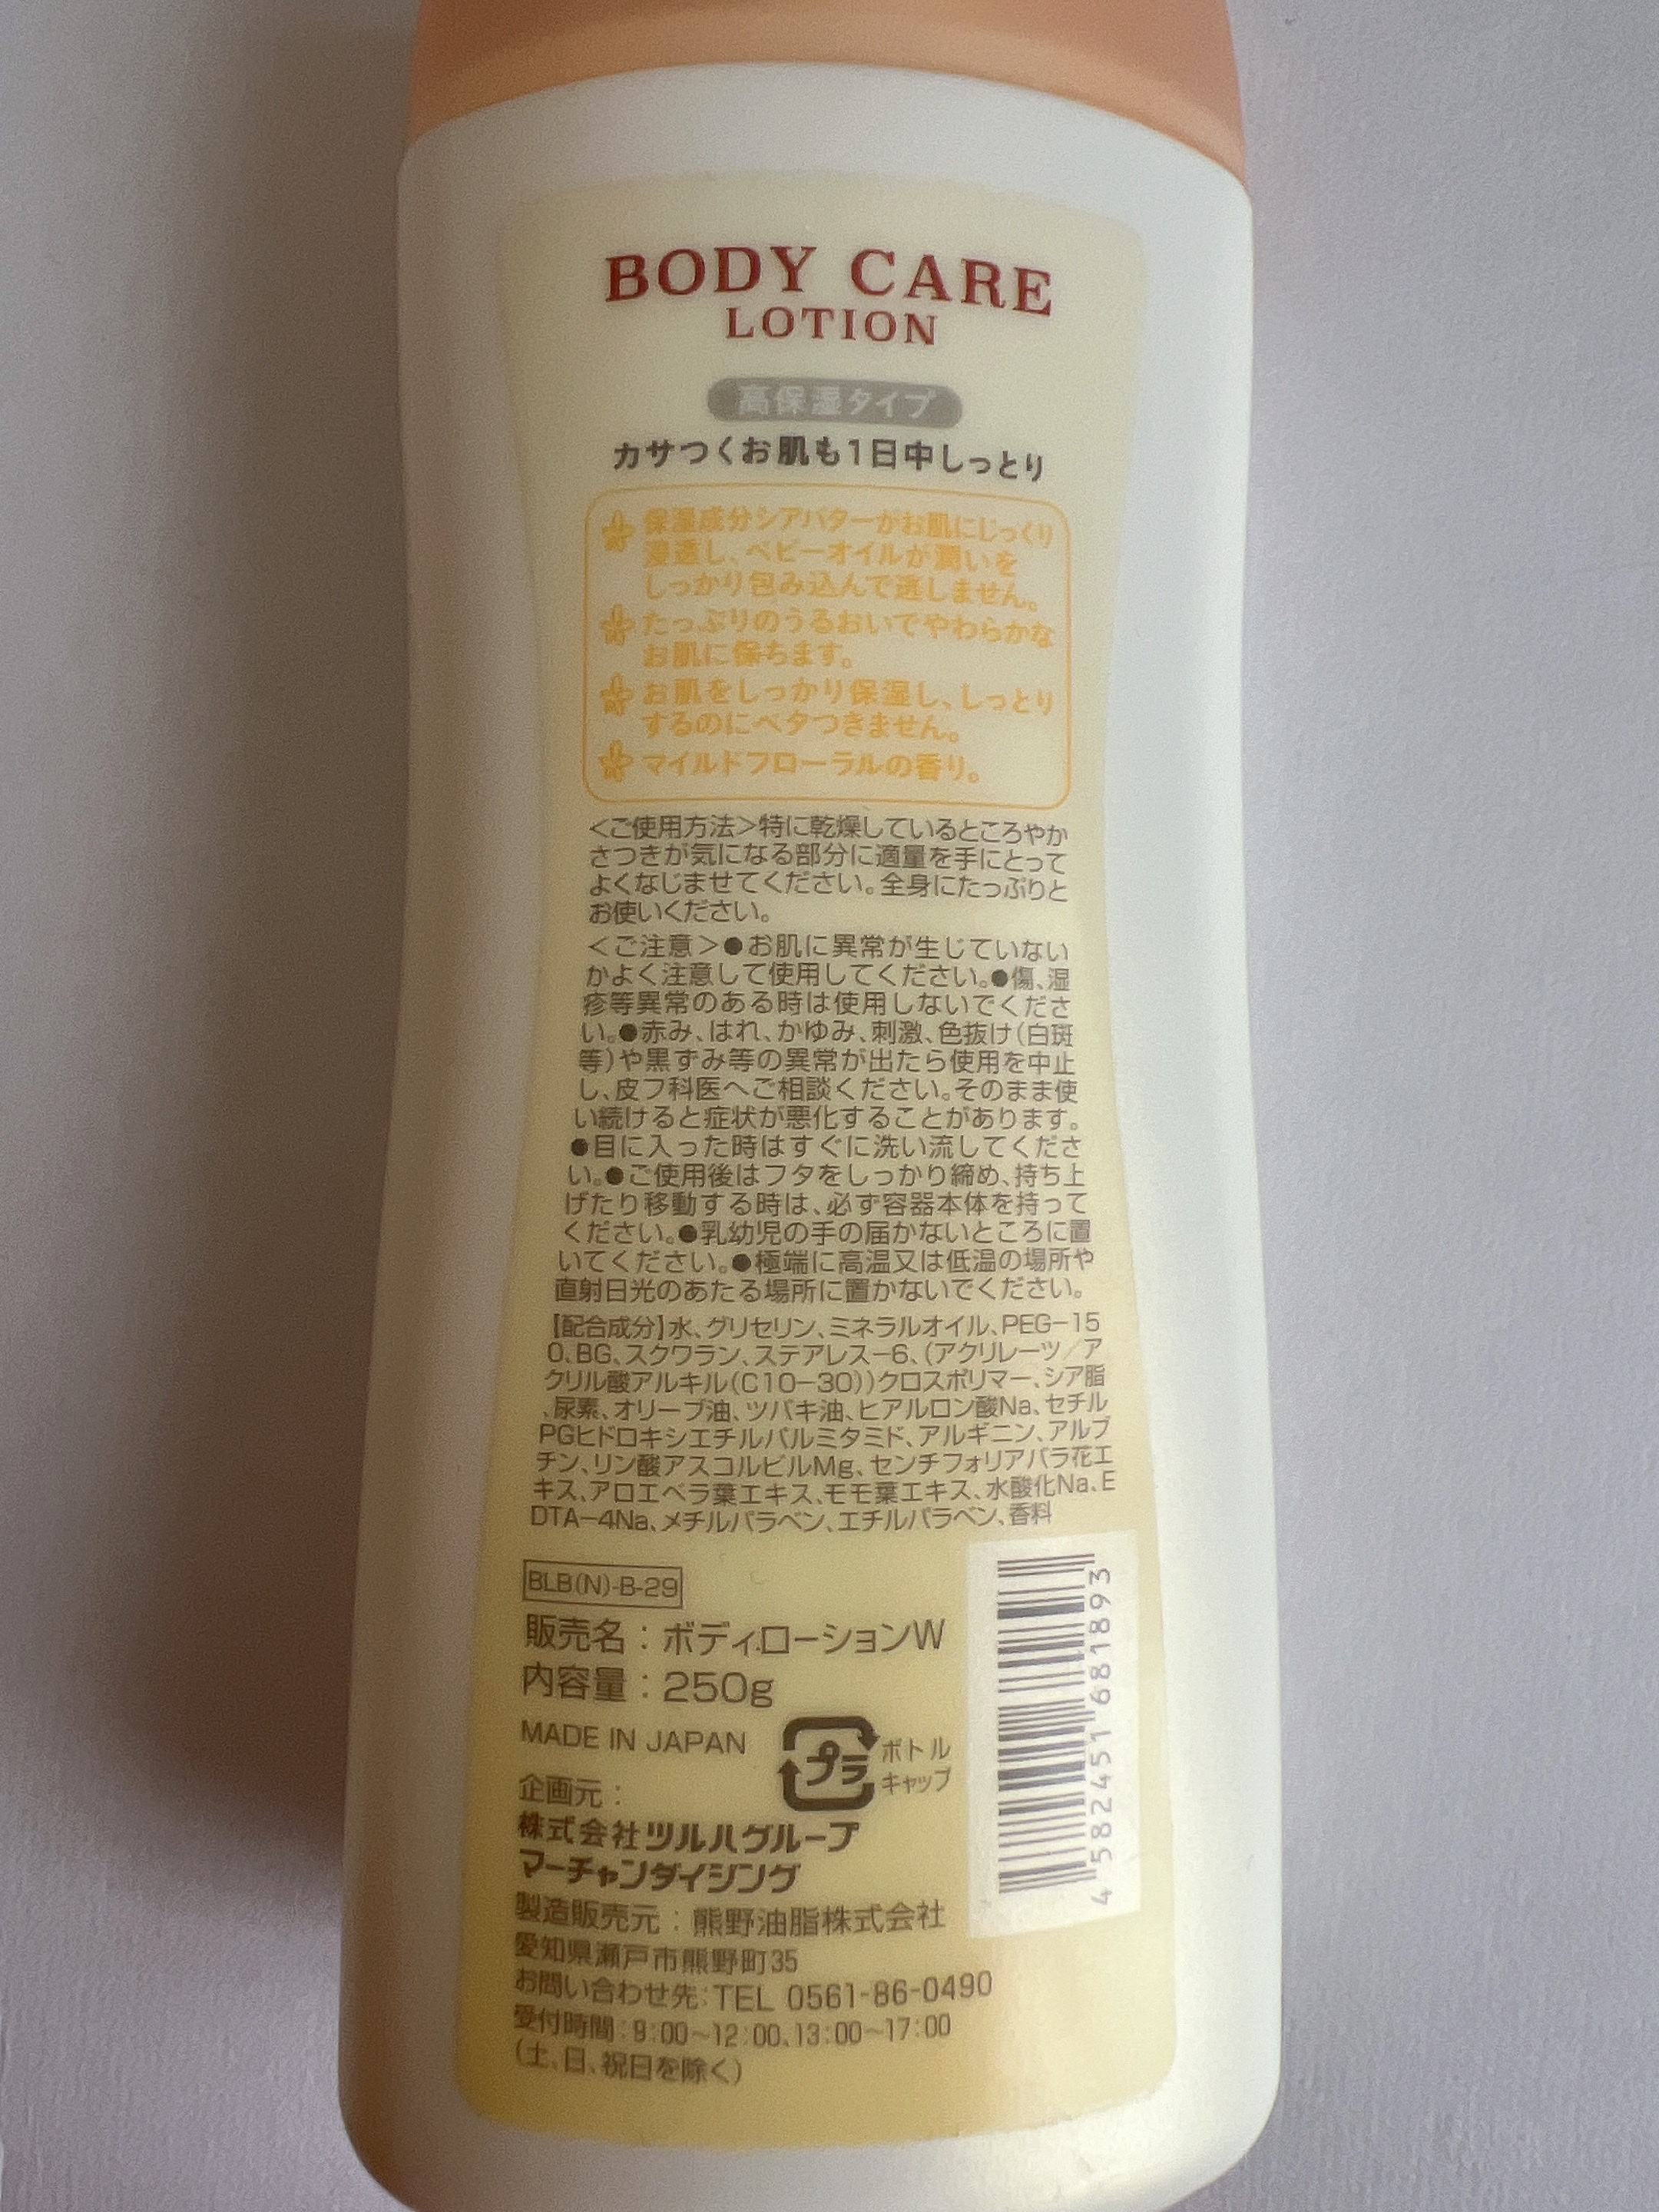 BODY CARE
LOTION
高保湿タイプ
カサつくお肌も1日中しっとり
保湿成分シアバターがお肌にじっくり
浸透し、ベビーオイルが潤いを
しっかり包み込んで逃しません。
たっぷりのうるおいでやわらかな
お肌に保ちます。
お肌をしっかり保湿し、しっとり
するのにベタつきません。
マイルドフローラルの香り。
＜ご使用方法＞特に乾燥しているところやか
さつきが気になる部分に適量を手にとって
よくなじませてください。全身にたっぷりと
お使いください。
＜ご注意＞●お肌に異常が生じていない
かよく注意して使用してください。●傷、湿
疹等異常のある時は使用しないでくださ
い。●赤み、はれ、かゆみ、刺激、色抜け(白斑
等)や黒ずみ等の異常が出たら使用を中止
し、皮フ科医へご相談ください。そのまま使
い続けると症状が悪化することがあります。
●目に入った時はすぐに洗い流してくださ
い。●ご使用後はフタをしっかり締め、持ち上
げたり移動する時は、必ず容器本体を持って
ください。●乳幼児の手の届かないところに置
いてください。●極端に高温又は低温の場所や
直射日光のあたる場所に置かないでください。
【配合成分】水、グリセリン、ミネラルオイル、PEG-15
0、BG、スクワラン、ステアレス-6、(アクリレーツ／ア
クリル酸アルキル(C10-30))クロスポリマー、シア脂
、尿素、オリーブ油、ツバキ油、ヒアルロン酸Na、セチル
PGヒドロキシエチルパルミタミド、アルギニン、アルブ
チン、リン酸アスコルビルMg、センチフォリアバラ花エ
キス、アロエベラ葉エキス、モモ葉エキス、水酸化Na、E
DTA-4Na、メチルパラベン、エチルパラベン、香料
BLB(N)-B-29
販売名：ボディローションW
内容量：250g
MADE IN JAPAN
プラ
ボトル
キャップ
企画元：
株式会社ツルハグループ
マーチャンダイジング
製造販売元：熊野油脂株式会社
愛知県瀬戸市熊野町35
お問い合わせ先:TEL 0561-86-0490
受付時間:9:00~12:00、13:00~17:00
(土、日、祝日を除く)
4 582451 681893